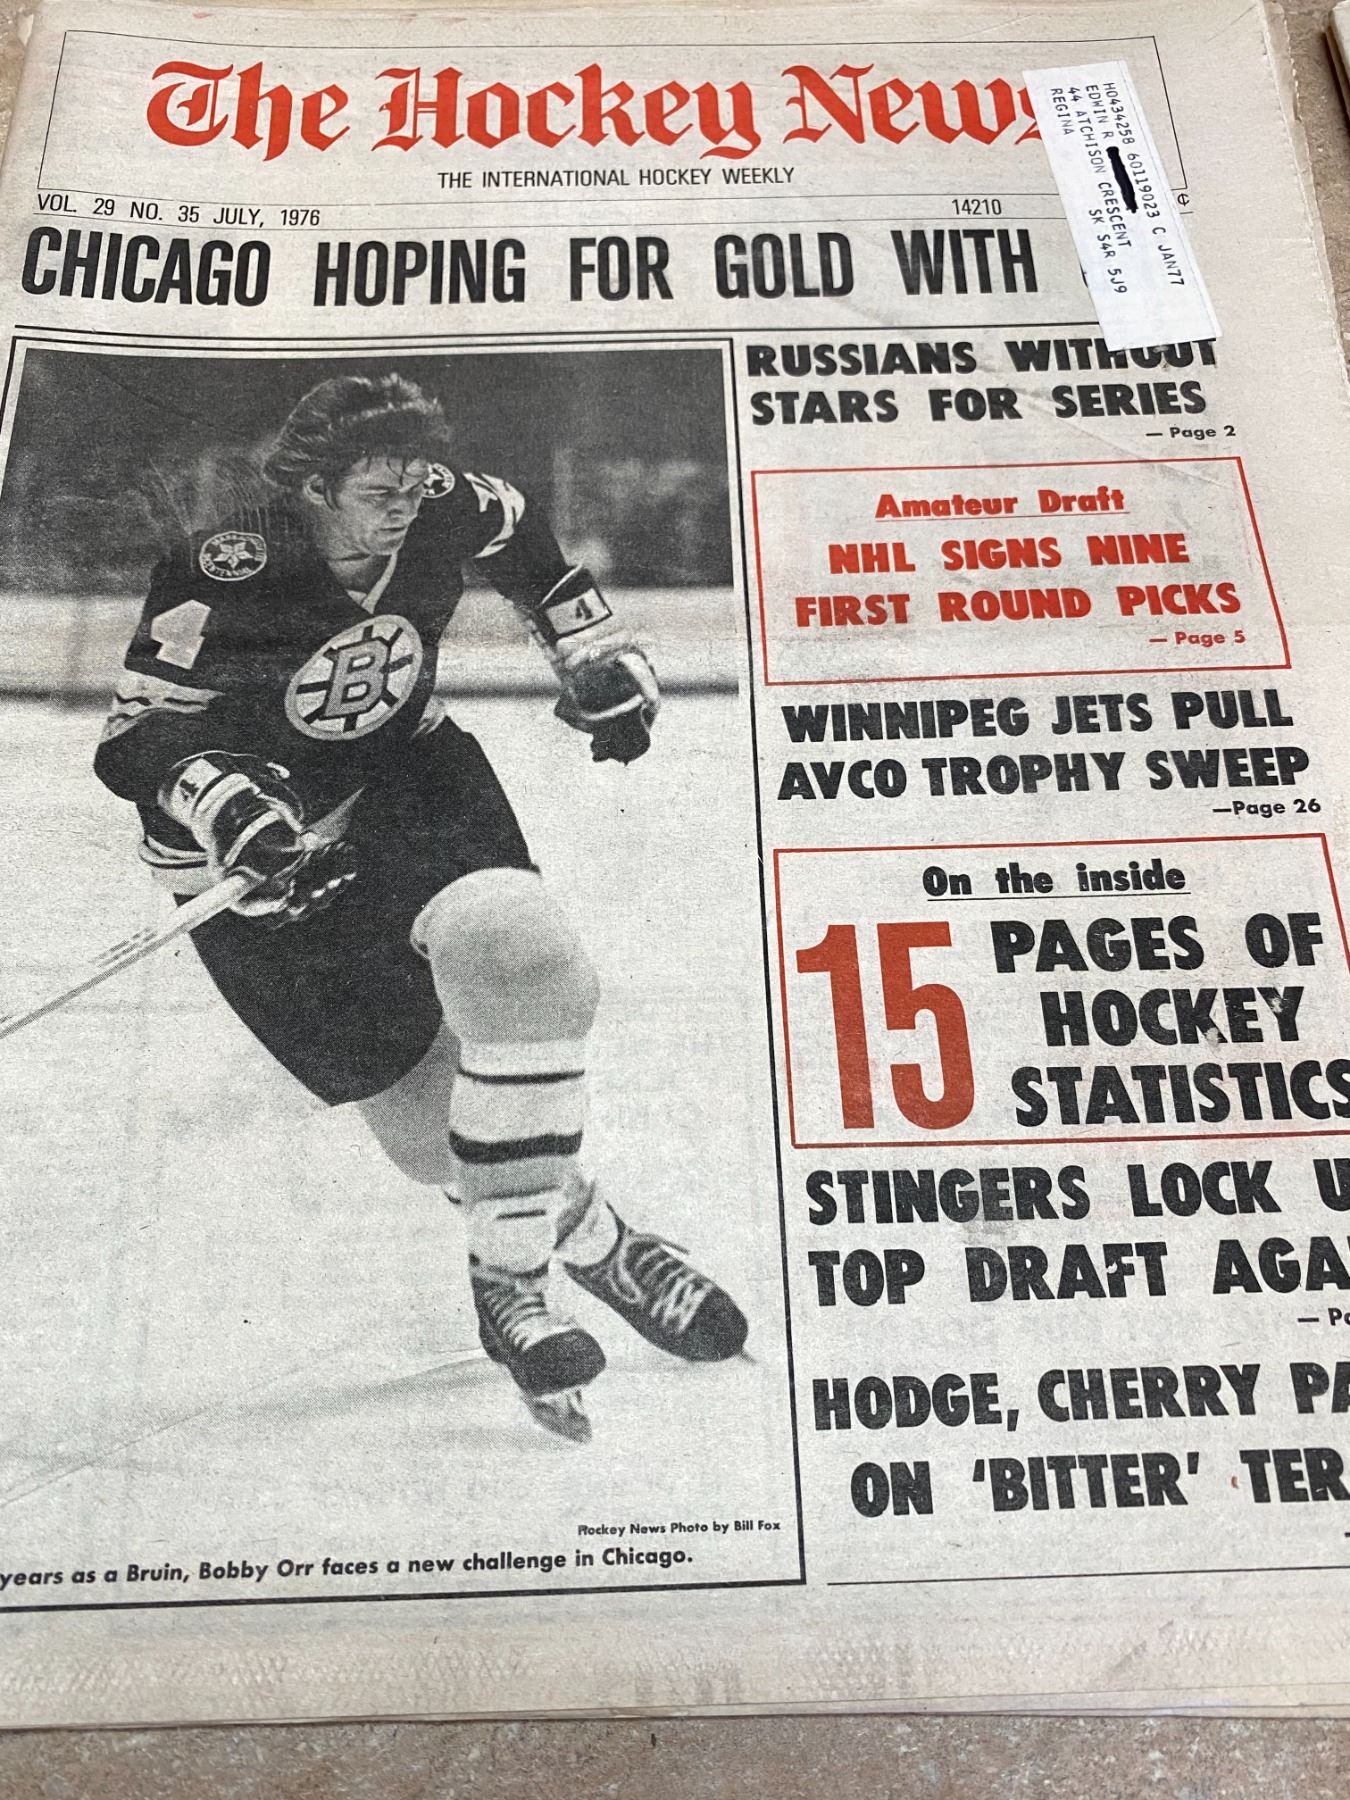 The Hockey News
THE INTERNATIONAL HOCKEY WEEKLY
VOL. 29 NO. 35 JULY, 1976
14210
H0434258 60119023 C JAN77
EDWIN R
44 ATCHISON CRESCENT
REGINA SK S4R 5J9
CHICAGO HOPING FOR GOLD WITH
RUSSIANS WITHOUT
STARS FOR SERIES
— Page 2
Amateur Draft
NHL SIGNS NINE
FIRST ROUND PICKS
— Page 5
WINNIPEG JETS PULL
AVCO TROPHY SWEEP
—Page 26
On the inside
15 PAGES OF
HOCKEY
STATISTICS
STINGERS LOCK
TOP DRAFT
HODGE, CHERRY
ON 'BITTER'
4
4
4
B
Hockey News Photo by Bill Fox
years as a Bruin, Bobby Orr faces a new challenge in Chicago.